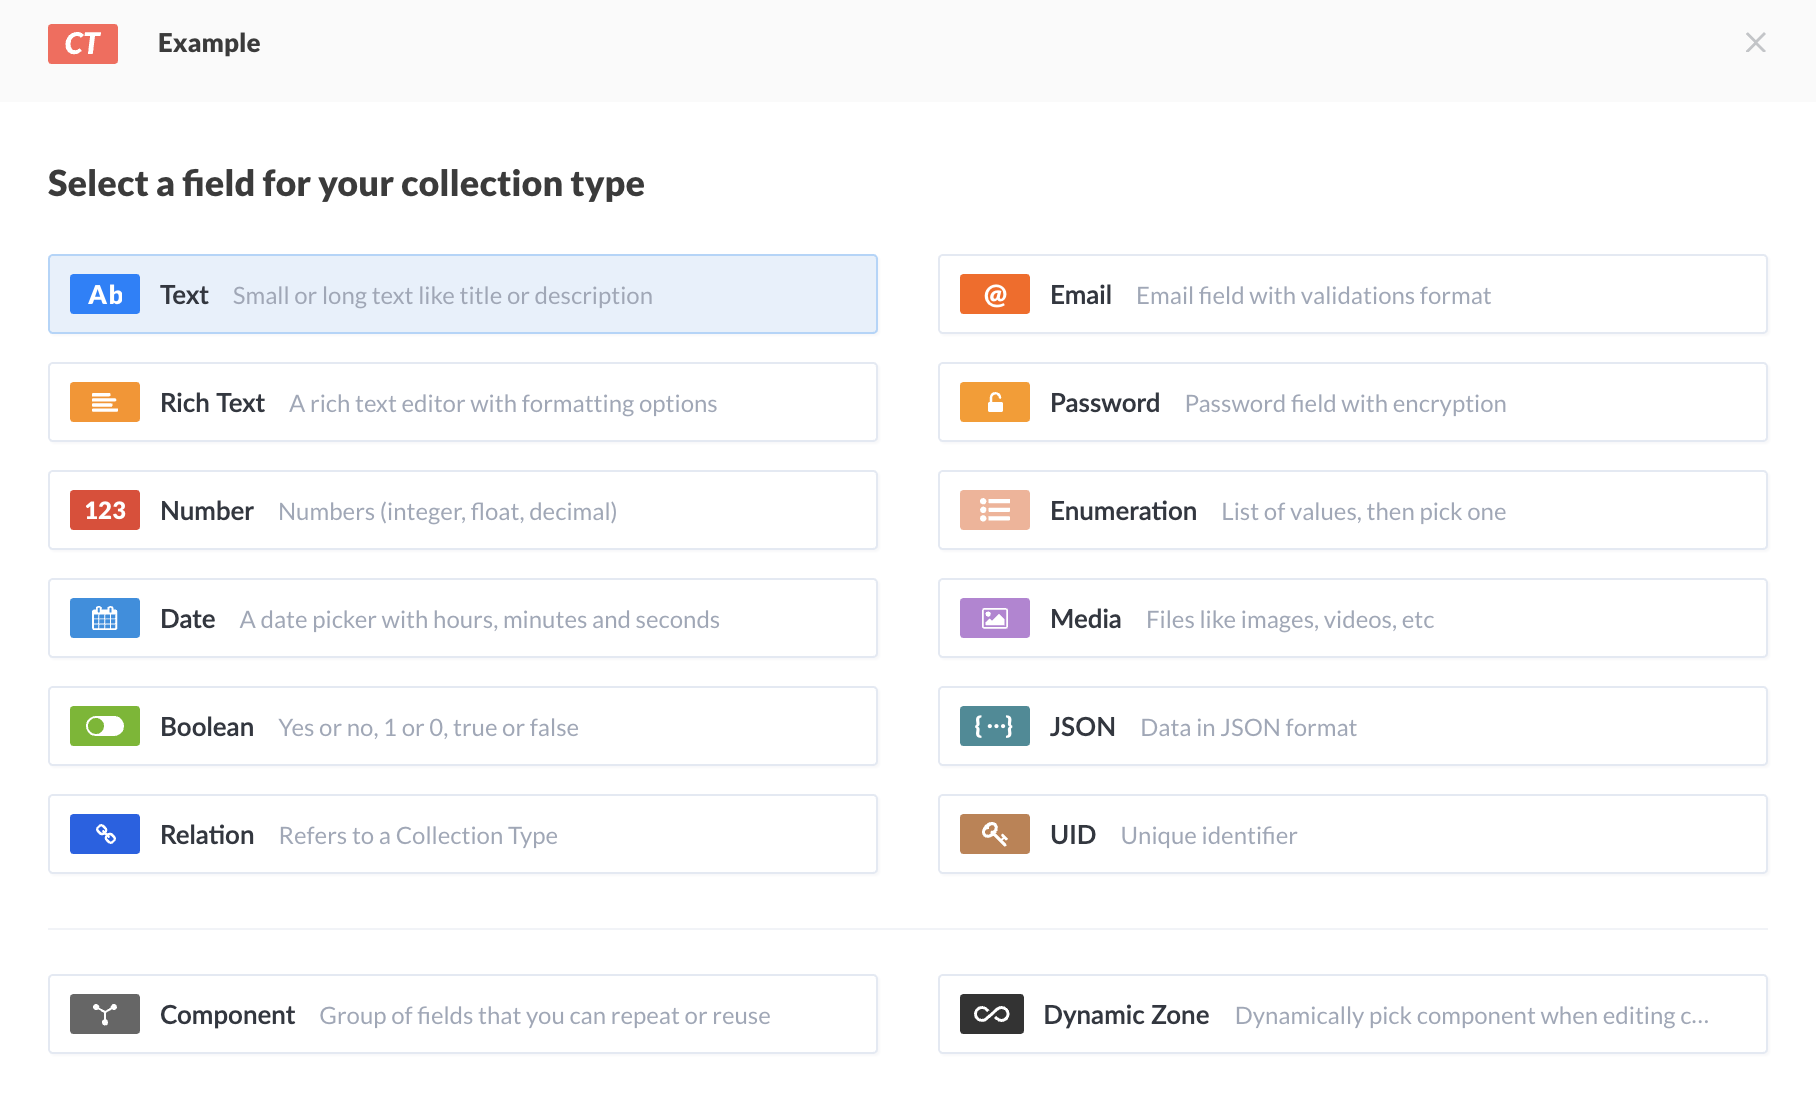 CT Example
Select a field for your collection type
Ab Text Small or long text like title or description
@ Email Email field with validations format
Rich Text A rich text editor with formatting options
Password Password field with encryption
123 Number Numbers (integer, float, decimal)
Enumeration List of values, then pick one
Date A date picker with hours, minutes and seconds
Media Files like images, videos, etc
Boolean Yes or no, 1 or 0, true or false
{···} JSON Data in JSON format
Relation Refers to a Collection Type
UID Unique identifier
Component Group of fields that you can repeat or reuse
Dynamic Zone Dynamically pick component when editing c...